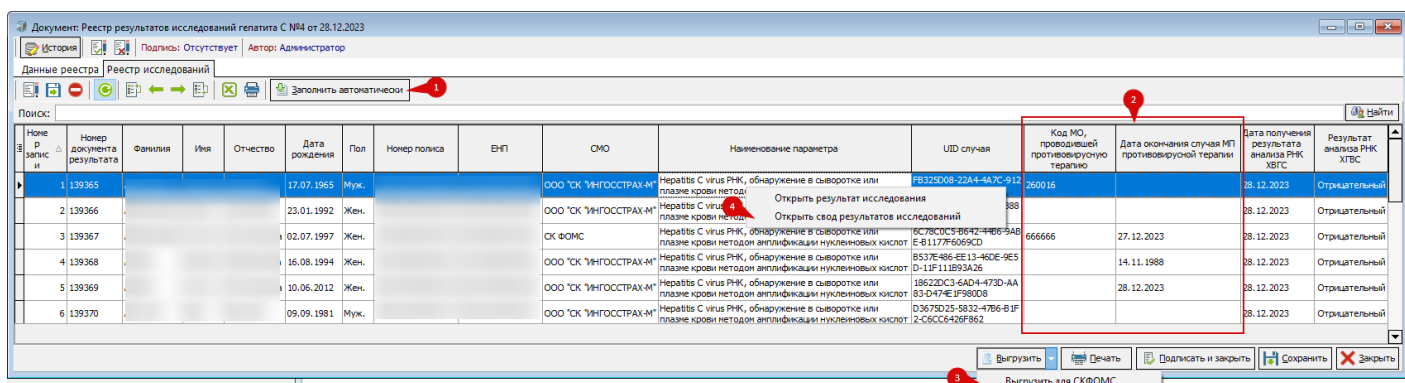 Документ: Реестр результатов исследований гепатита С №4 от 28.12.2023
История Подпись: Отсутствует Автор: Администратор
Данные реестра Реестр исследований
Заполнить автоматически 1
Поиск: Найти
2
Номе
р
запис
и
Номер
документа
результата
Фамилия
Имя
Отчество
Дата
рождения
Пол
Номер полиса
ЕНП
СМО
Наименование параметра
UID случая
Код МО,
проводившей
противовирусную
терапию
Дата окончания случая МП
противовирусной терапии
Дата получения
результата
анализа РНК
ХВГС
Результат
анализа РНК
ХГВС
1 139365 17.07.1965 Муж. ООО "СК "ИНГОССТРАХ-М" Hepatitis C virus РНК, обнаружение в сыворотке или
плазме крови методо
FB325D08-22A4-4A7C-912
260016 28.12.2023 Отрицательный
Открыть результат исследования
4 Открыть свод результатов исследований
2 139366 23.01.1992 Жен. ООО "СК "ИНГОССТРАХ-М" Hepatitis C virus
плазме крови методо
388
28.12.2023 Отрицательный
3 139367 02.07.1997 Жен. СК ФОМС Hepatitis C virus РНК, обнаружение в сыворотке или
плазме крови методом амплификации нуклеиновых кислот
6C78C0C5-B642-44B6-9AB
E-B1177F6069CD
666666 27.12.2023 28.12.2023 Отрицательный
4 139368 16.08.1994 Жен. ООО "СК "ИНГОССТРАХ-М" Hepatitis C virus РНК, обнаружение в сыворотке или
плазме крови методом амплификации нуклеиновых кислот
B537E486-EE13-46DE-9E5
D-11F111B93A26
14.11.1988 28.12.2023 Отрицательный
5 139369 10.06.2012 Жен. ООО "СК "ИНГОССТРАХ-М" Hepatitis C virus РНК, обнаружение в сыворотке или
плазме крови методом амплификации нуклеиновых кислот
18622DC3-6AD4-473D-AA
83-D474E1F980D8
28.12.2023 28.12.2023 Отрицательный
6 139370 09.09.1981 Муж. ООО "СК "ИНГОССТРАХ-М" Hepatitis C virus РНК, обнаружение в сыворотке или
плазме крови методом амплификации нуклеиновых кислот
D3675D25-5832-47B6-B1F
2-C6CC6426F862
28.12.2023 Отрицательный
Выгрузить Печать Подписать и закрыть Сохранить Закрыть
3 Выгрузить для СКФОМС